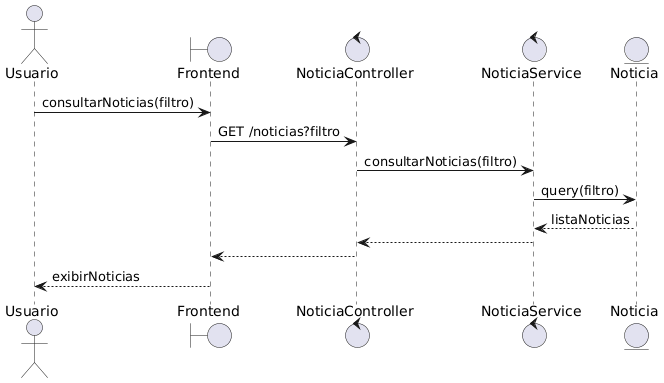 Usuario Frontend NoticiaController NoticiaService Noticia
consultarNoticias(filtro)
GET /noticias?filtro
consultarNoticias(filtro)
query(filtro)
listaNoticias
exibirNoticias
Usuario Frontend NoticiaController NoticiaService Noticia